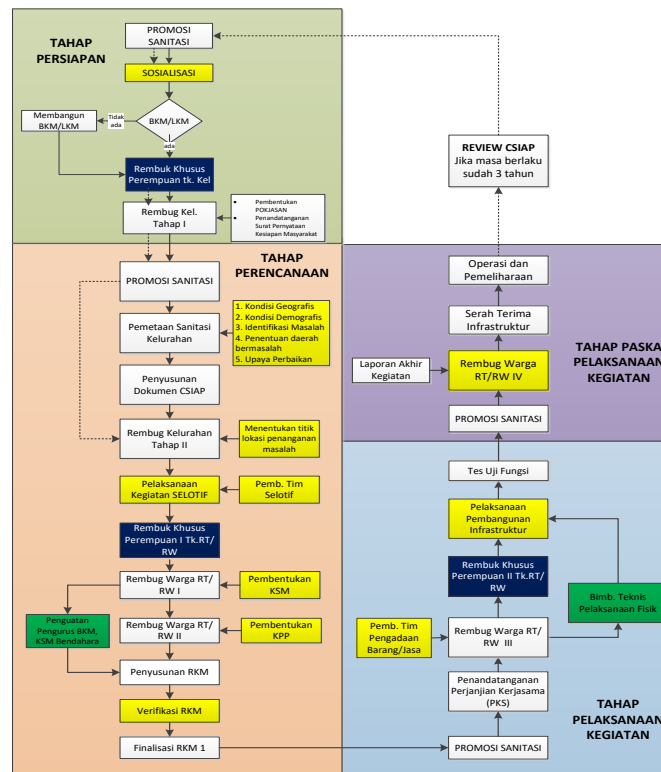 TAHAP
PERSIAPAN
PROMOSI
SANITASI
SOSIALISASI
BKM/LKM
Tidak
ada
Membangun
BKM/LKM
ada
Rembuk Khusus
Perempuan tk. Kel
Rembug Kel.
Tahap I
• Pembentukan
POKJASAN
• Penandatanganan
Surat Pernyataan
Kesiapan Masyarakat
TAHAP
PERENCANAAN
PROMOSI SANITASI
Pemetaan Sanitasi
Kelurahan
1. Kondisi Geografis
2. Kondisi Demografis
3. Identifikasi Masalah
4. Penentuan daerah
bermasalah
5. Upaya Perbaikan
Penyusunan
Dokumen CSIAP
Rembug Kelurahan
Tahap II
Menentukan titik
lokasi penanganan
masalah
Pelaksanaan
Kegiatan SELOTIF
Pemb. Tim
Selotif
Rembuk Khusus
Perempuan I Tk.RT/
RW
Rembug Warga RT/
RW I
Pembentukan
KSM
Penguatan
Pengurus BKM,
KSM Bendahara
Rembug Warga RT/
RW II
Pembentukan
KPP
Penyusunan RKM
Verifikasi RKM
Finalisasi RKM 1
REVIEW CSIAP
Jika masa berlaku
sudah 3 tahun
Operasi dan
Pemeliharaan
Serah Terima
Infrastruktur
TAHAP PASKA
PELAKSANAAN
KEGIATAN
Laporan Akhir
Kegiatan
Rembug Warga
RT/RW IV
PROMOSI SANITASI
Tes Uji Fungsi
Pelaksanaan
Pembangunan
Infrastruktur
Rembuk Khusus
Perempuan II Tk.RT/
RW
Bimb. Teknis
Pelaksanaan Fisik
Pemb. Tim
Pengadaan
Barang/Jasa
Rembug Warga RT/
RW III
Penandatanganan
Perjanjian Kerjasama
(PKS)
TAHAP
PELAKSANAAN
KEGIATAN
PROMOSI SANITASI